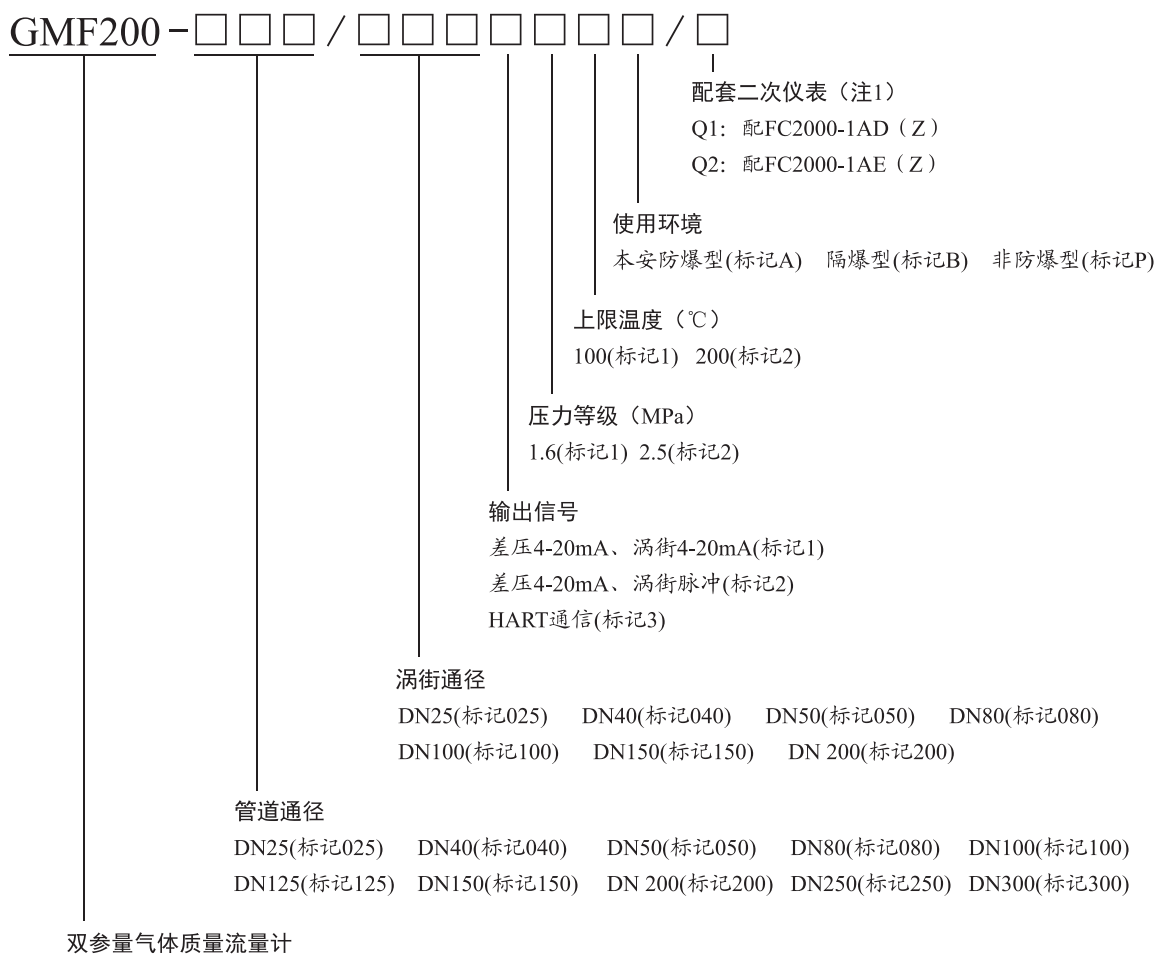 GMF200-□□□/□□□□□□□/□
配套二次仪表（注1）
Q1：配FC2000-1AD（Z）
Q2：配FC2000-1AE（Z）
使用环境
本安防爆型(标记A) 隔爆型(标记B) 非防爆型(标记P)
上限温度（℃）
100(标记1) 200(标记2)
压力等级（MPa）
1.6(标记1) 2.5(标记2)
输出信号
差压4-20mA、涡街4-20mA(标记1)
差压4-20mA、涡街脉冲(标记2)
HART通信(标记3)
涡街通径
DN25(标记025) DN40(标记040) DN50(标记050) DN80(标记080)
DN100(标记100) DN150(标记150) DN 200(标记200)
管道通径
DN25(标记025) DN40(标记040) DN50(标记050) DN80(标记080) DN100(标记100)
DN125(标记125) DN150(标记150) DN 200(标记200) DN250(标记250) DN300(标记300)
双参量气体质量流量计